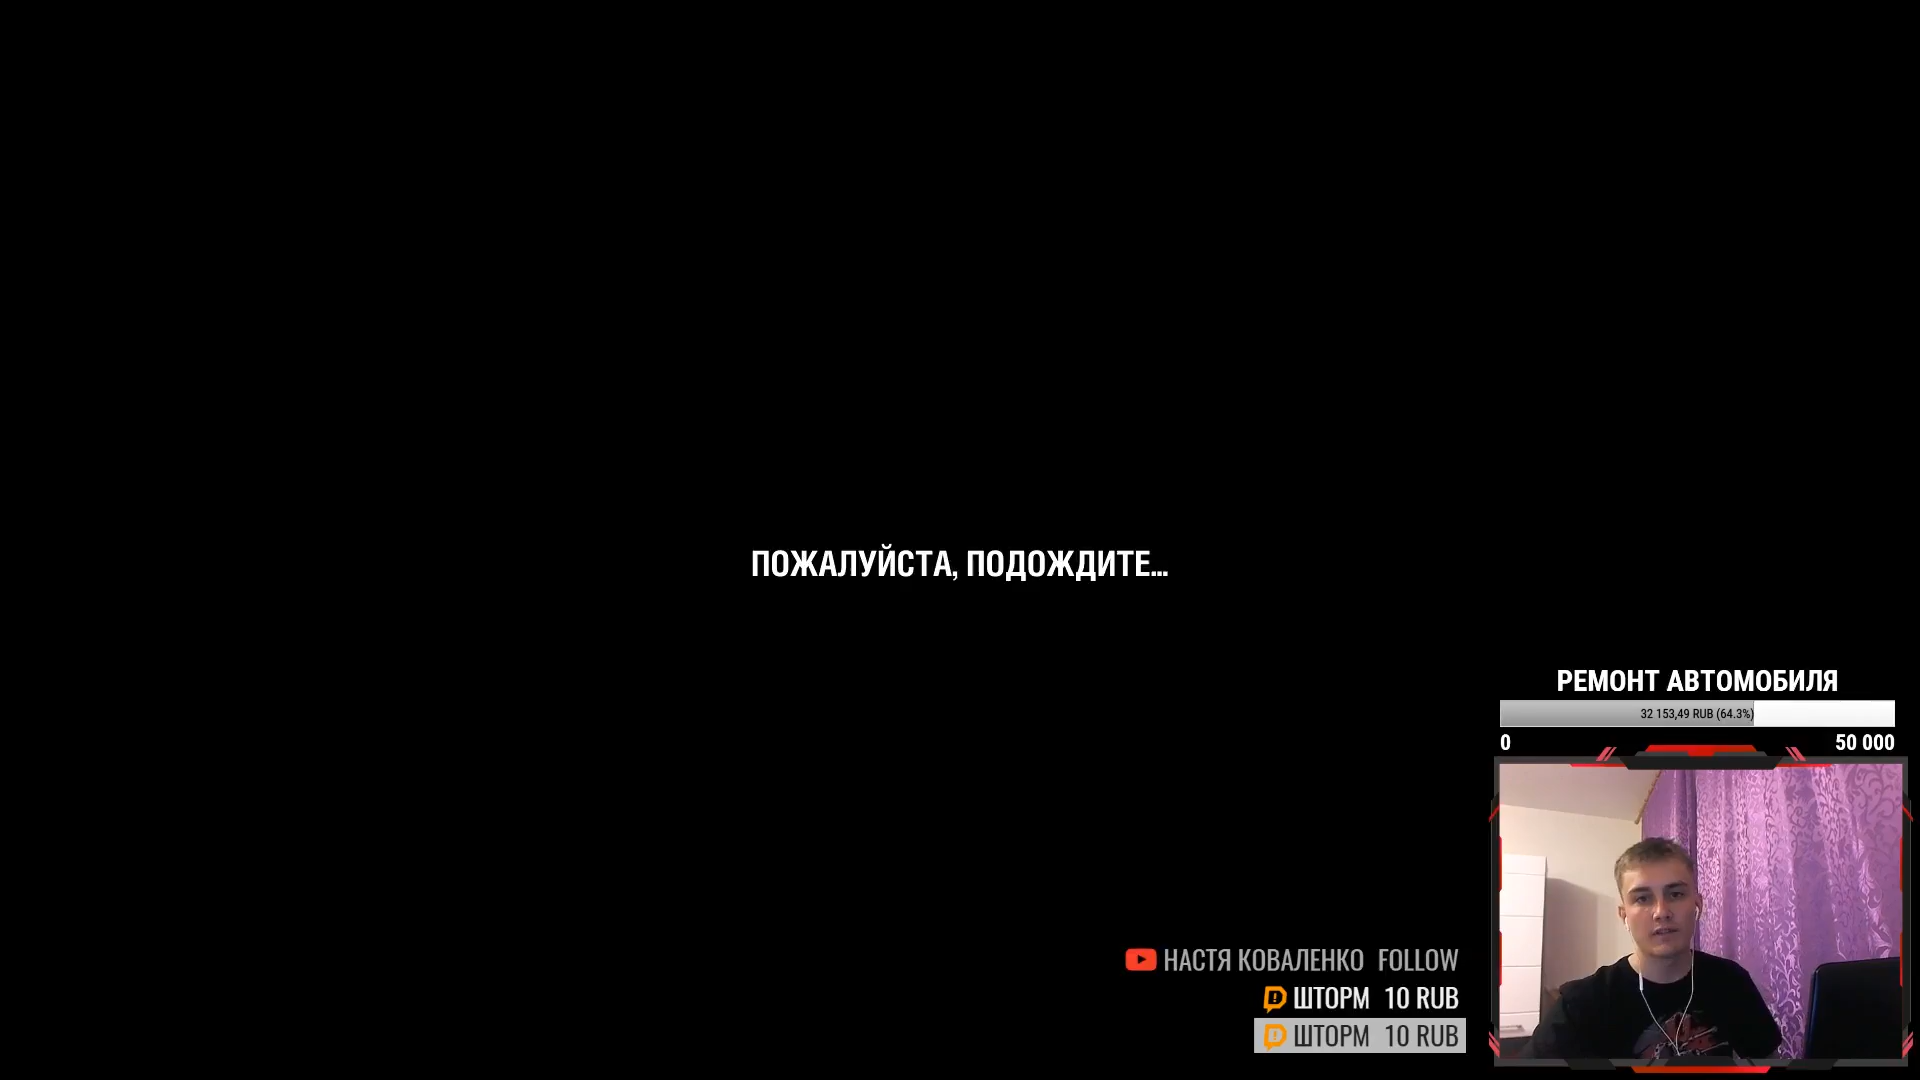 ПОЖАЛУЙСТА, ПОДОЖДИТЕ...
РЕМОНТ АВТОМОБИЛЯ
32 153,49 RUB (64.3%)
0 50 000
НАСТЯ КОВАЛЕНКО FOLLOW
ШТОРМ 10 RUB
ШТОРМ 10 RUB